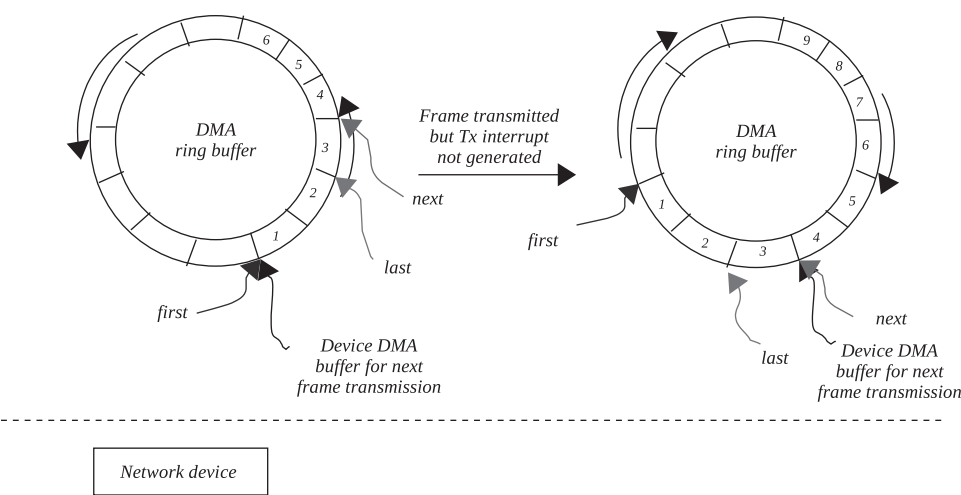 6
5
4
3
2
1
DMA
ring buffer
next
last
first
Device DMA
buffer for next
frame transmission
Frame transmitted
but Tx interrupt
not generated
9
8
7
6
5
4
3
2
1
DMA
ring buffer
first
next
last
Device DMA
buffer for next
frame transmission
Network device